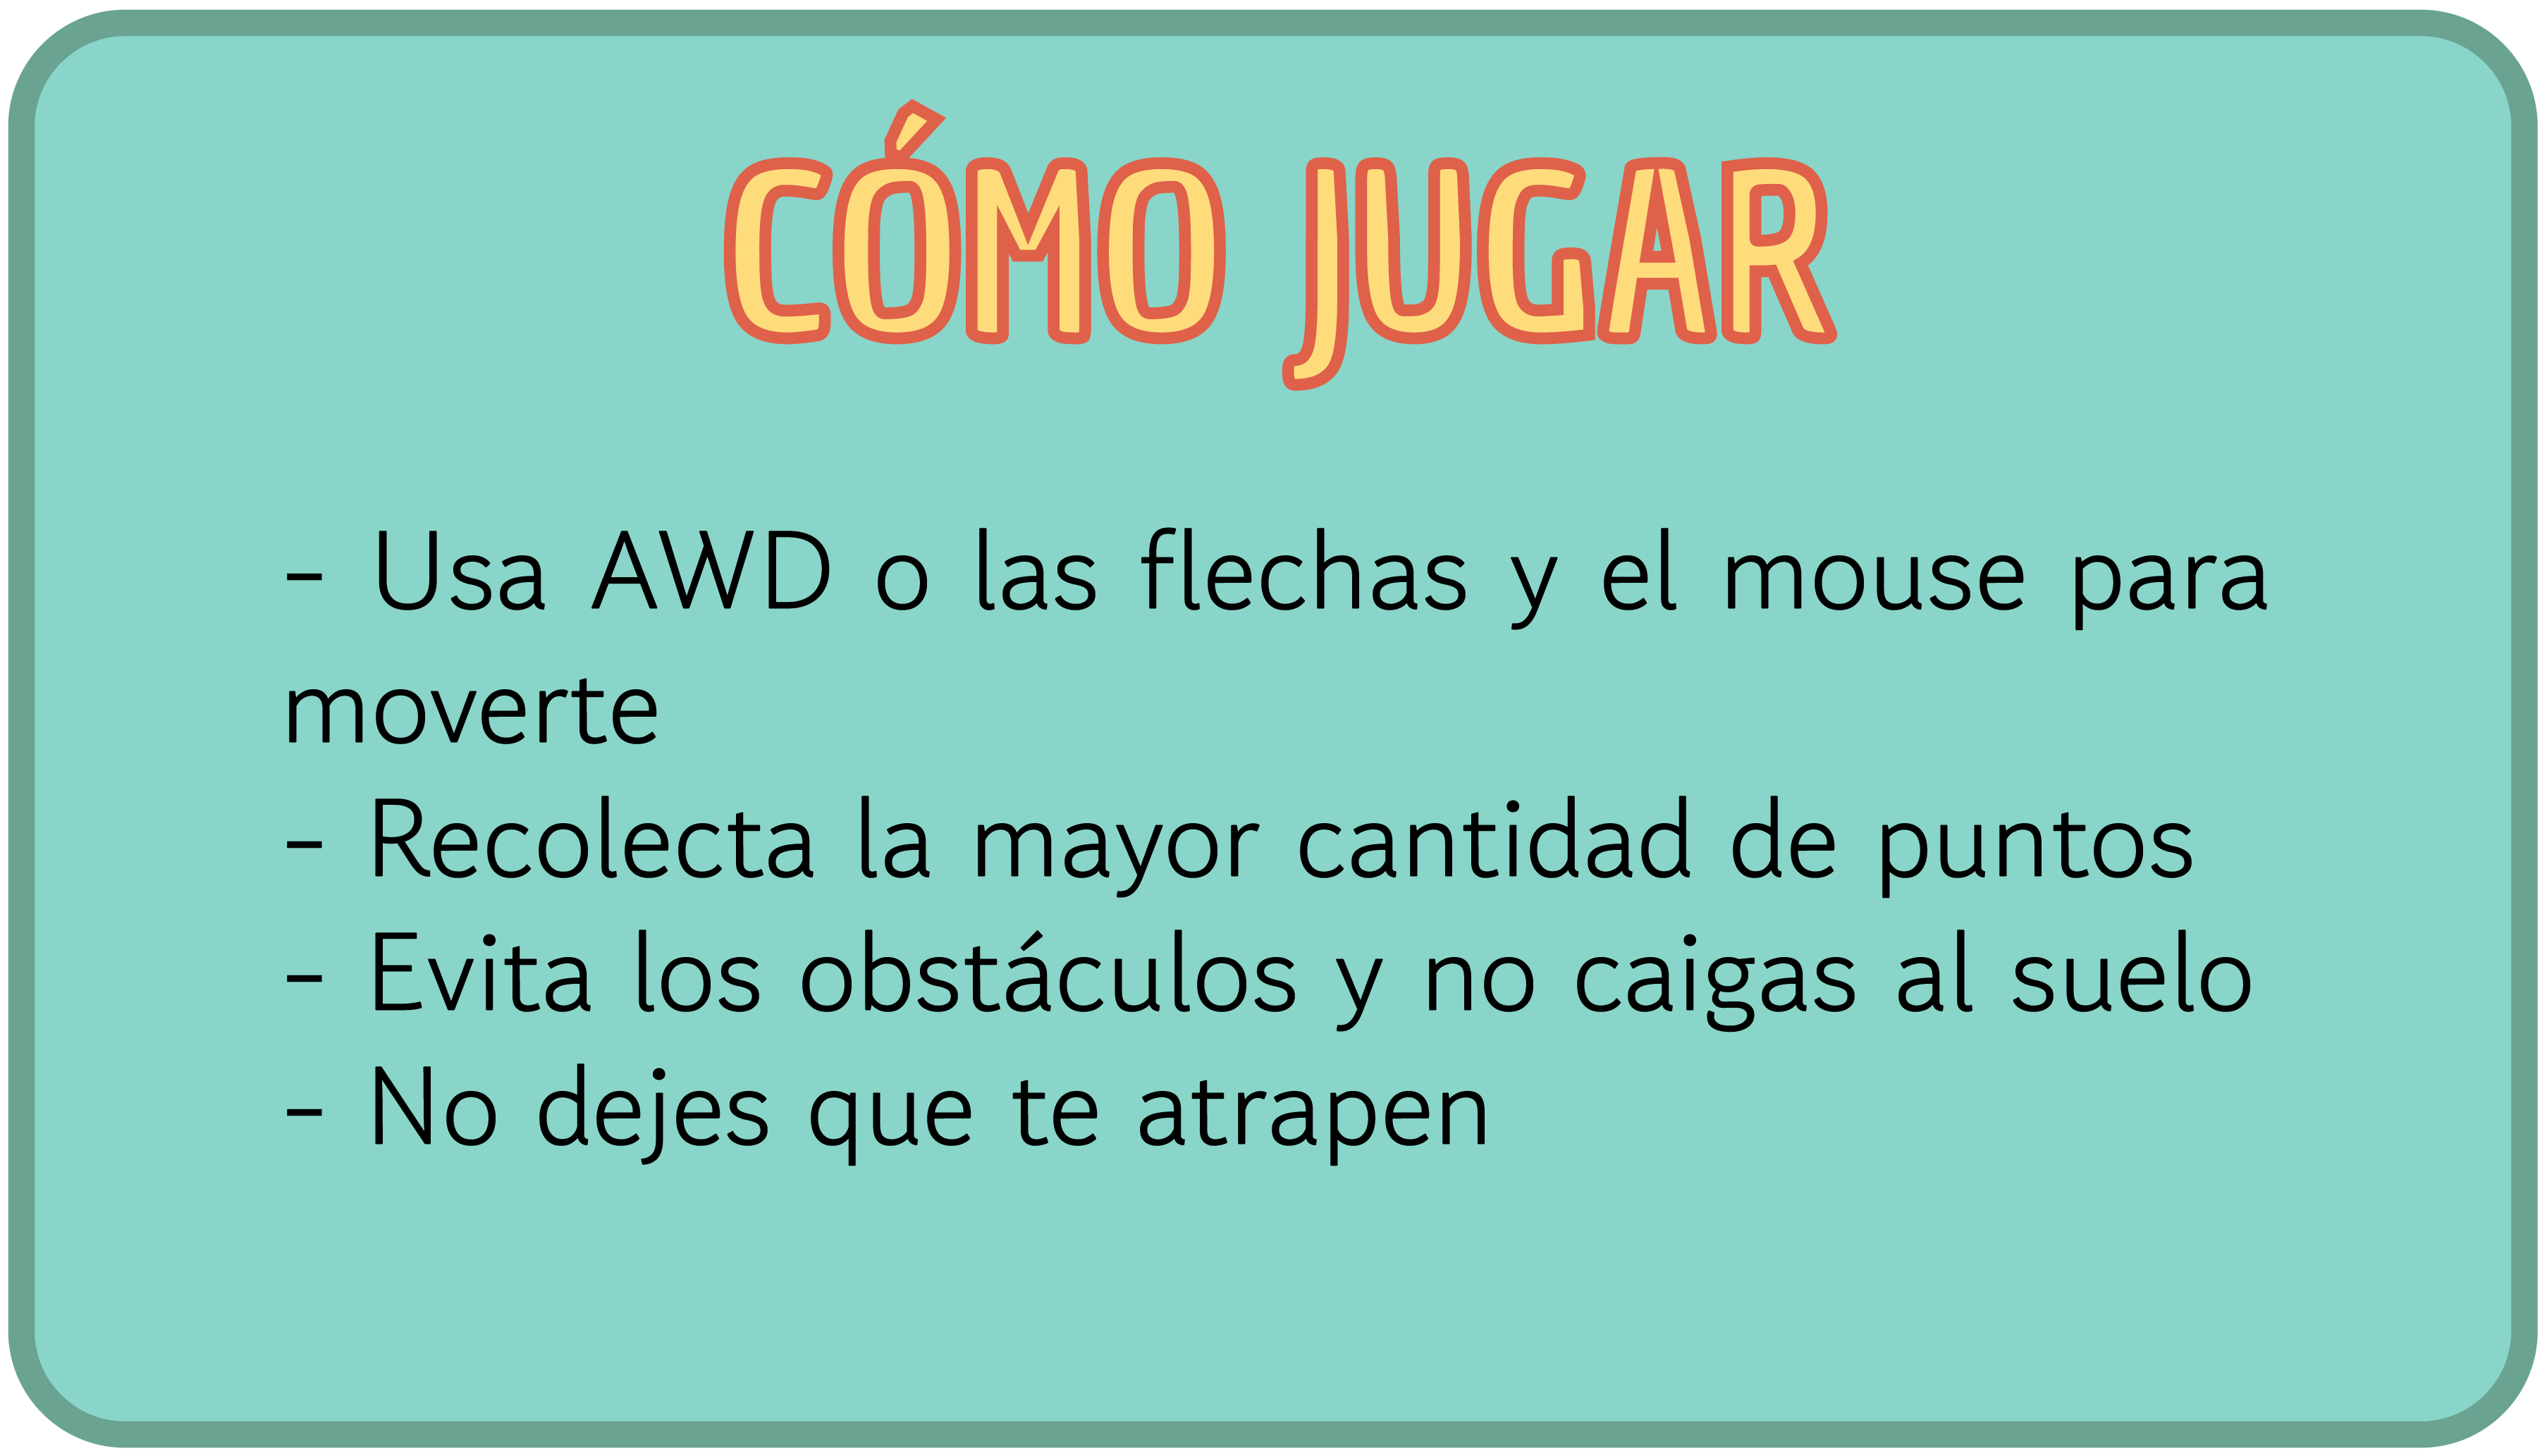 CÓMO JUGAR
- Usa AWD o las flechas y el mouse para
moverte
- Recolecta la mayor cantidad de puntos
- Evita los obstáculos y no caigas al suelo
- No dejes que te atrapen